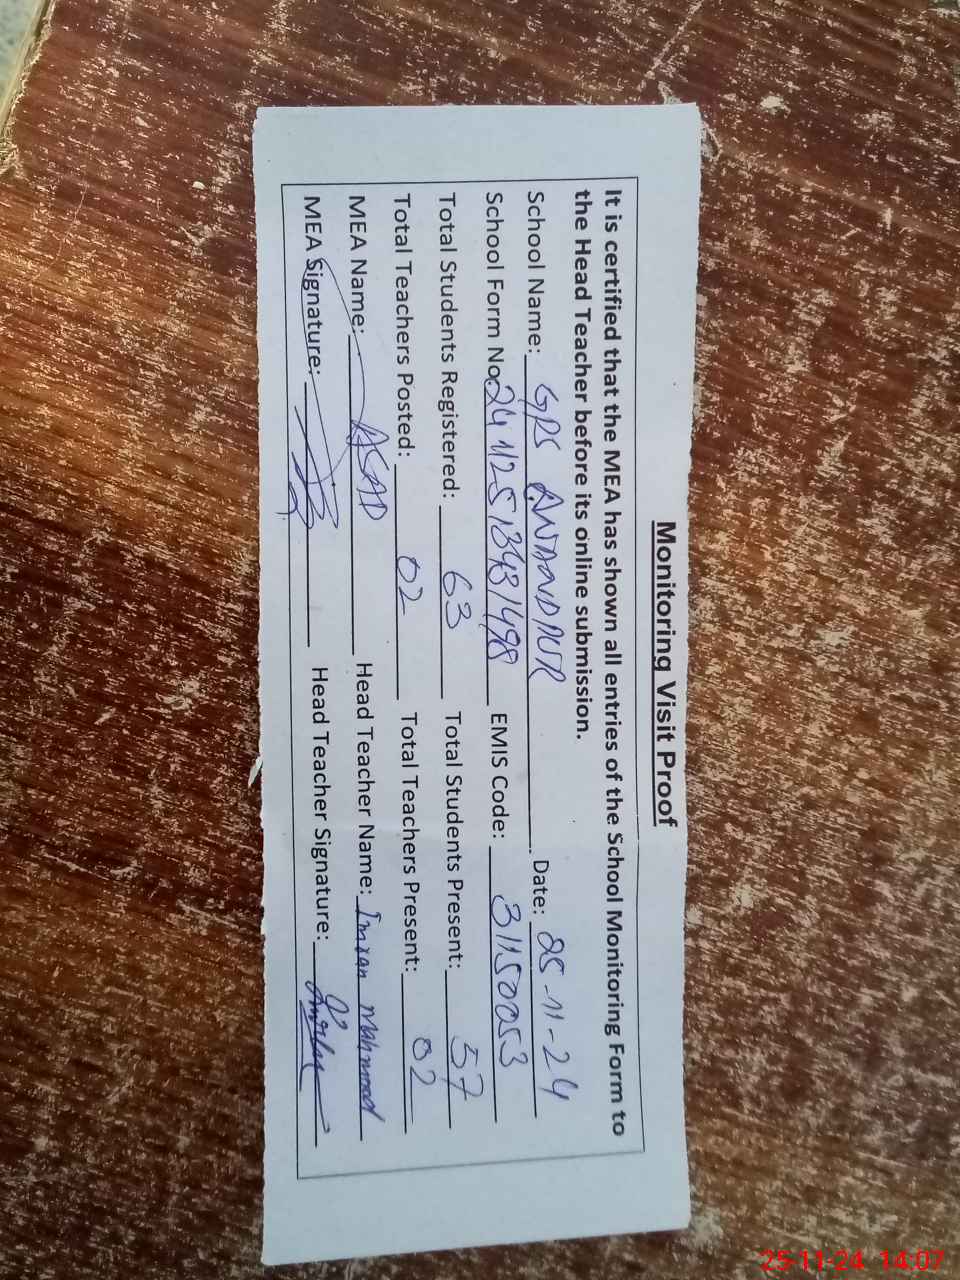 Monitoring Visit Proof
It is certified that the MEA has shown all entries of the School Monitoring Form to
the Head Teacher before its online submission.
School Name: GPS ANAND PUR Date: 25-11-24
School Form No: 241125134831498 EMIS Code: 31150053
Total Students Registered: 63 Total Students Present: 57
Total Teachers Posted: 02 Total Teachers Present: 02
MEA Name: ASAD Head Teacher Name: Imran Mahmood
MEA Signature: Head Teacher Signature:
25-11-24 14:07